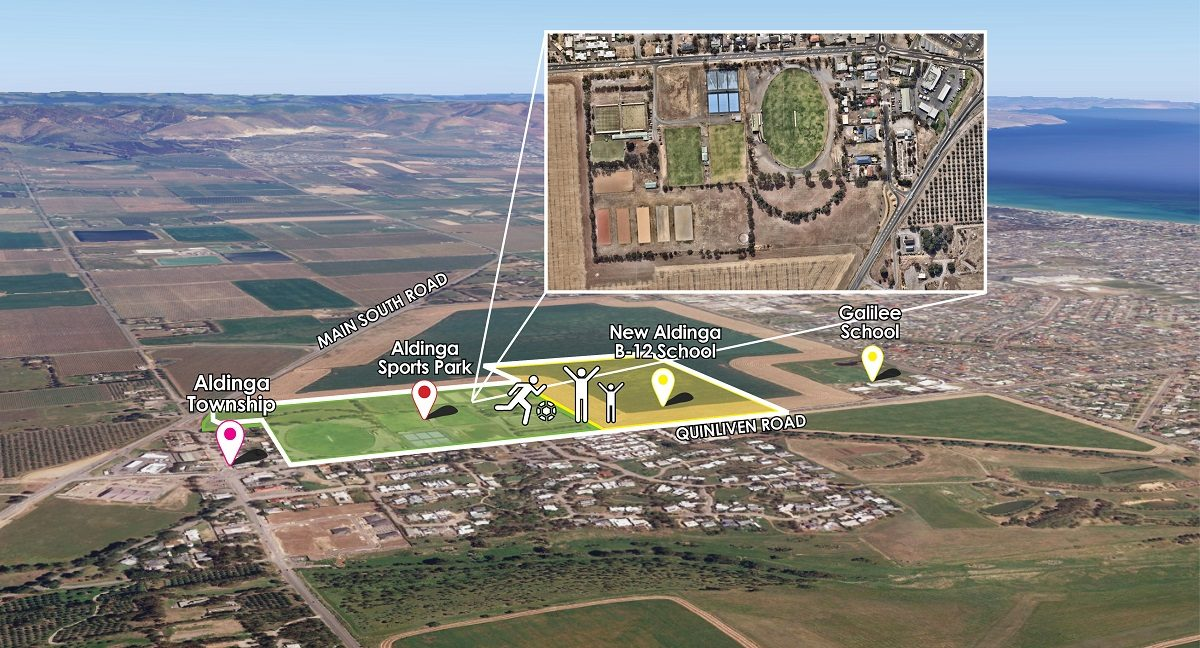 MAIN SOUTH ROAD
Aldinga
Sports Park
New Aldinga
B-12 School
Galilee
School
Aldinga
Township
QUINLIVEN ROAD